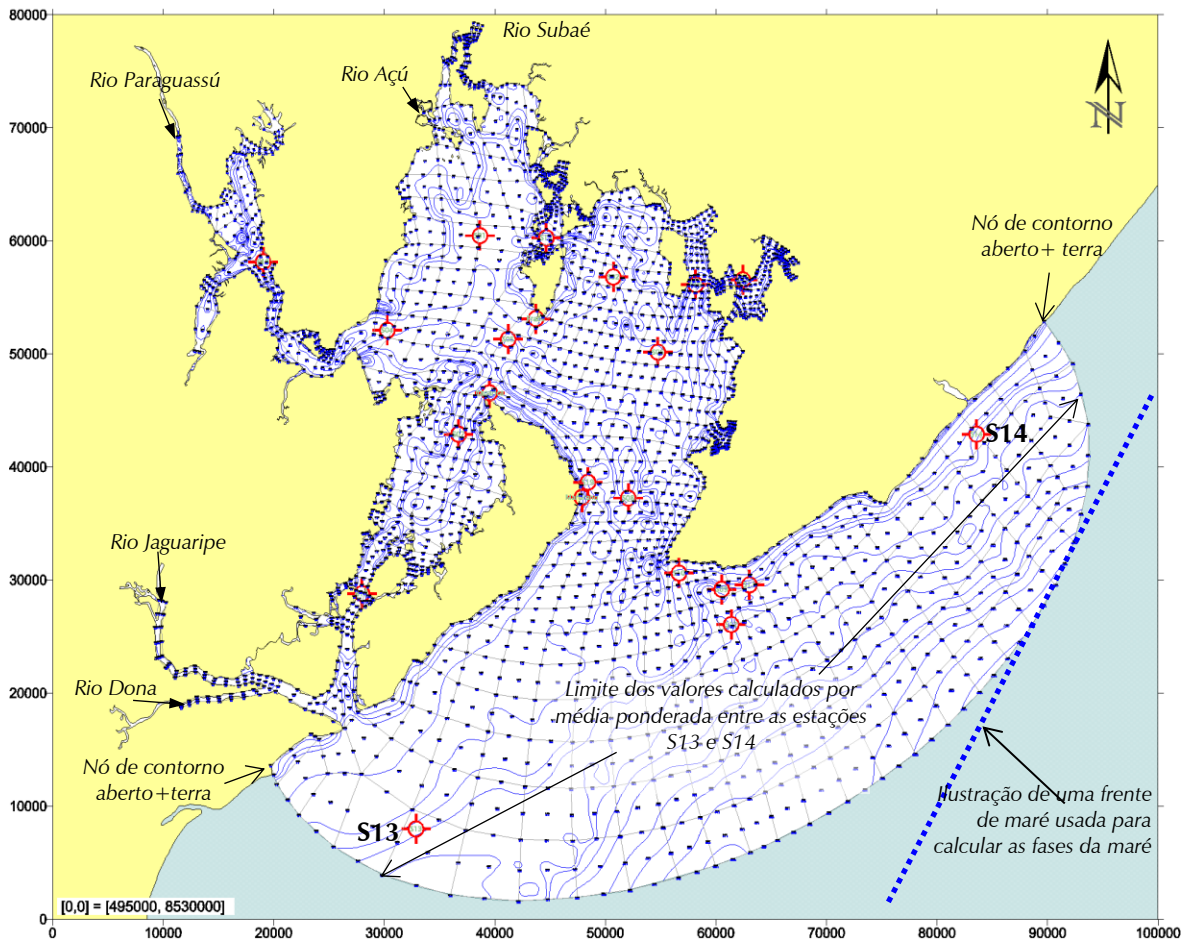 80000
70000
60000
50000
40000
30000
20000
10000
0
Rio Subaé
Rio Açú
Rio Paraguassú
N
Nó de contorno
aberto+ terra
S14
Rio Jaguaripe
Rio Dona
Limite dos valores calculados por
média ponderada entre as estações
S13 e S14
Nó de contorno
aberto+terra
S13
Ilustração de uma frente
de maré usada para
calcular as fases da maré
[0,0] = [495000, 8530000]
0 10000 20000 30000 40000 50000 60000 70000 80000 90000 100000